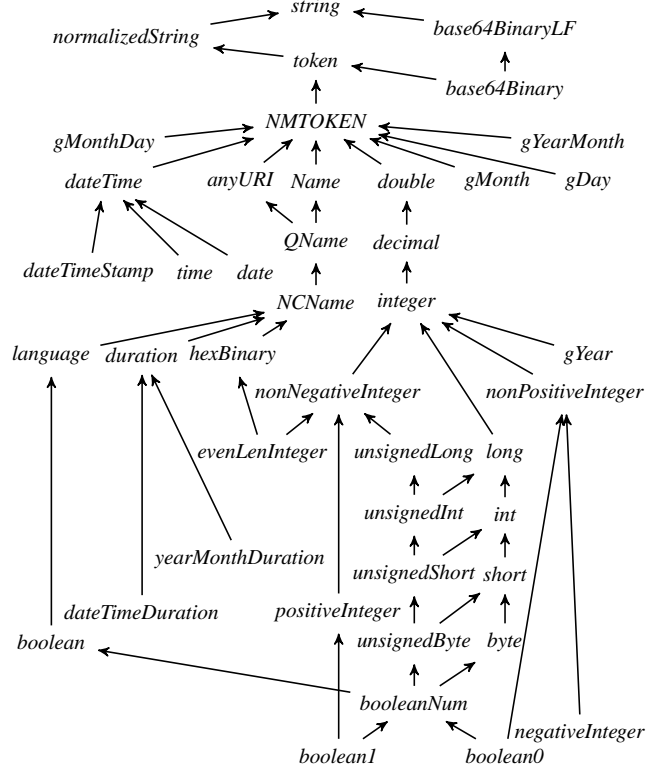 string
base64BinaryLF
normalizedString
token
base64Binary
NMTOKEN
gMonthDay
gYearMonth
dateTime
anyURI
Name
double
gMonth
gDay
QName
decimal
dateTimeStamp
time
date
NCName
integer
language
duration
hexBinary
gYear
nonNegativeInteger
nonPositiveInteger
evenLenInteger
unsignedLong
long
unsignedInt
int
yearMonthDuration
unsignedShort
short
dateTimeDuration
positiveInteger
boolean
unsignedByte
byte
booleanNum
negativeInteger
boolean1
boolean0